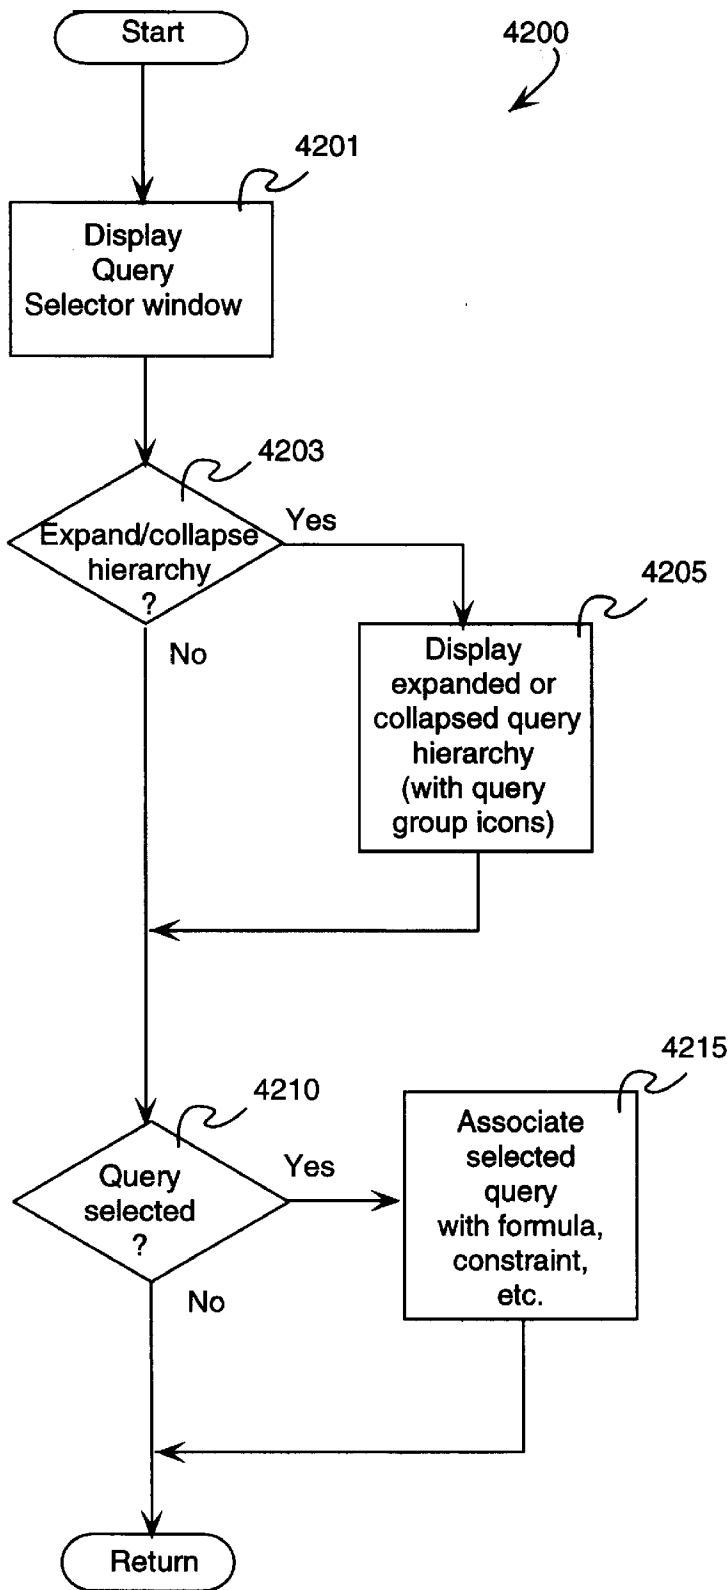 Start
4200
4201
Display
Query
Selector window
4203
Expand/collapse
hierarchy
?
Yes
No
4205
Display
expanded or
collapsed query
hierarchy
(with query
group icons)
4210
Query
selected
?
Yes
No
4215
Associate
selected
query
with formula,
constraint,
etc.
Return